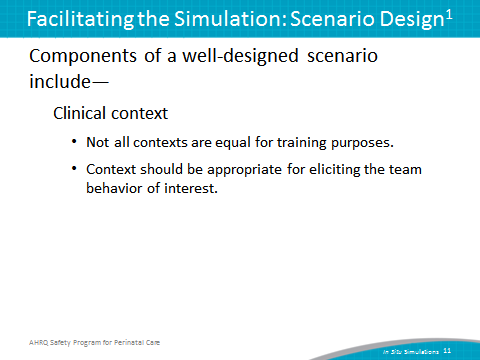 Facilitating the Simulation: Scenario Design1
Components of a well-designed scenario
include—
Clinical context
• Not all contexts are equal for training purposes.
• Context should be appropriate for eliciting the team
behavior of interest.
AHRQ Safety Program for Perinatal Care
In Situ Simulations 11